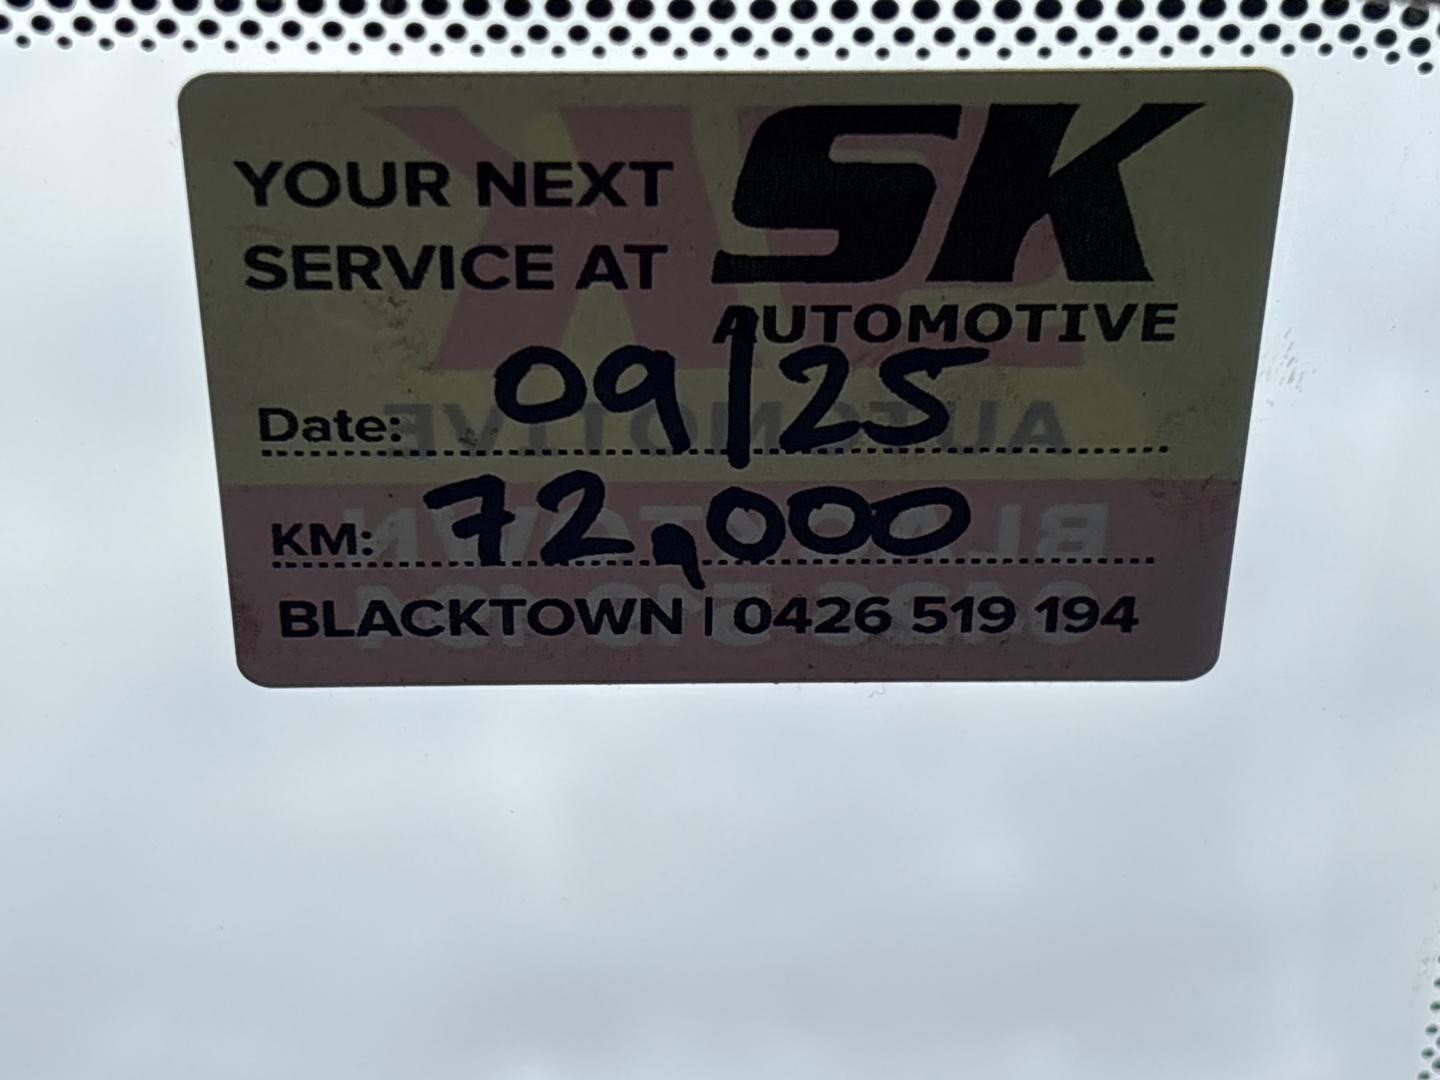 YOUR NEXT
SERVICE AT
SK
AUTOMOTIVE
Date: 09/25
KM: 72,000
BLACKTOWN | 0426 519 194